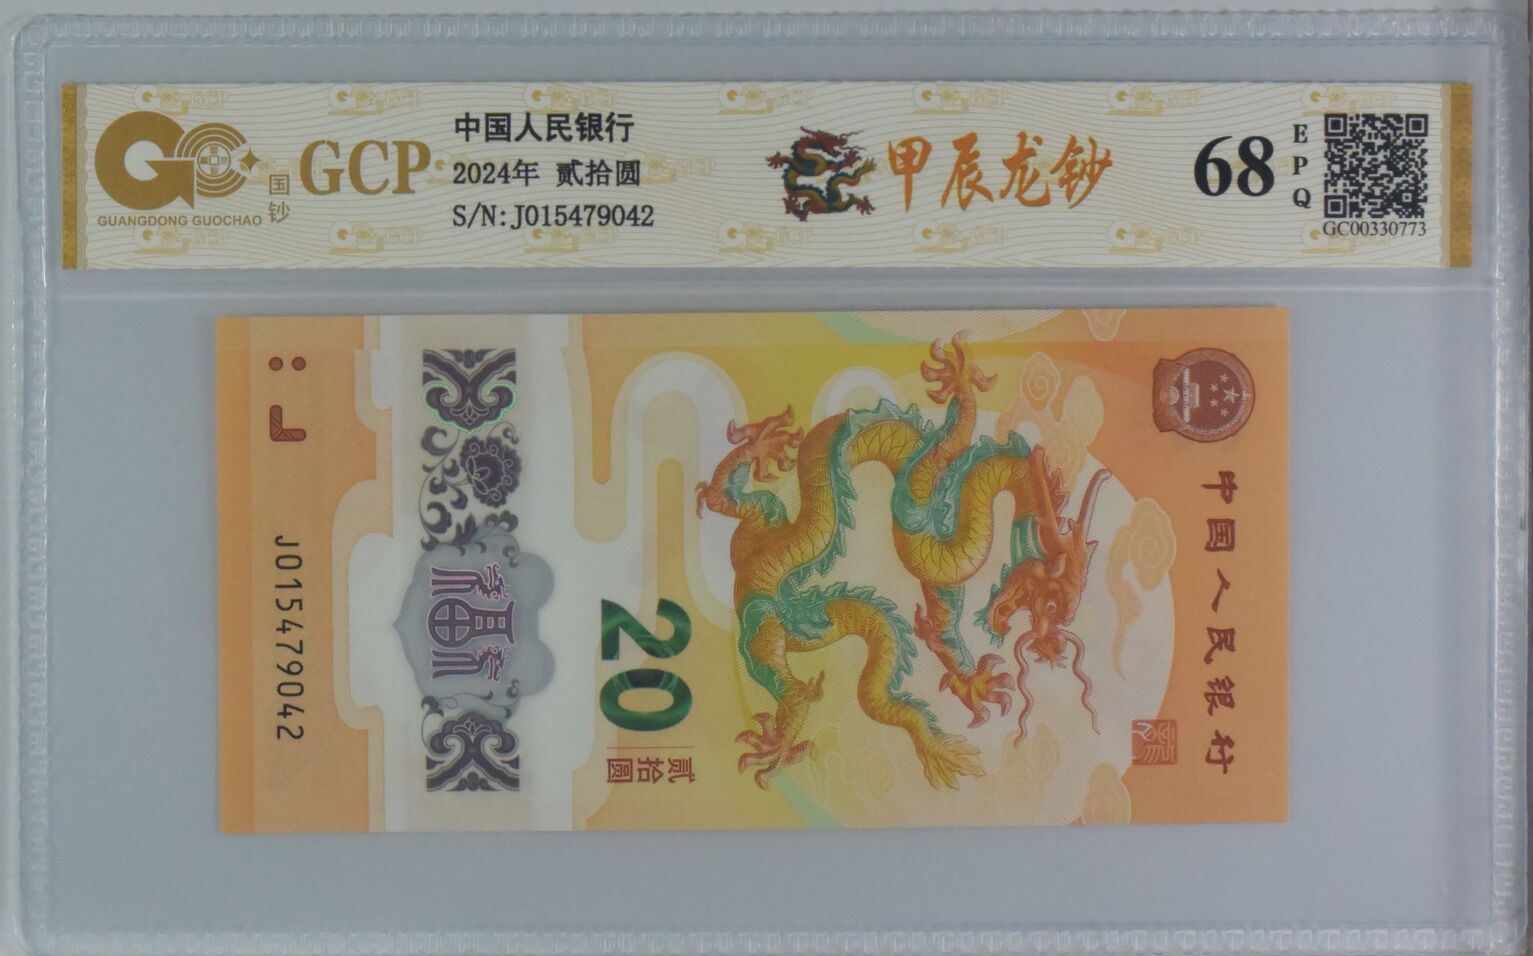 GUANGDONG GUOCHAO
国钞
GCP
中国人民银行
2024年 贰拾圆
S/N:J015479042
甲辰龙钞
68
EPQ
GC00330773
中国人民银行
20
贰拾圆
福
J015479042